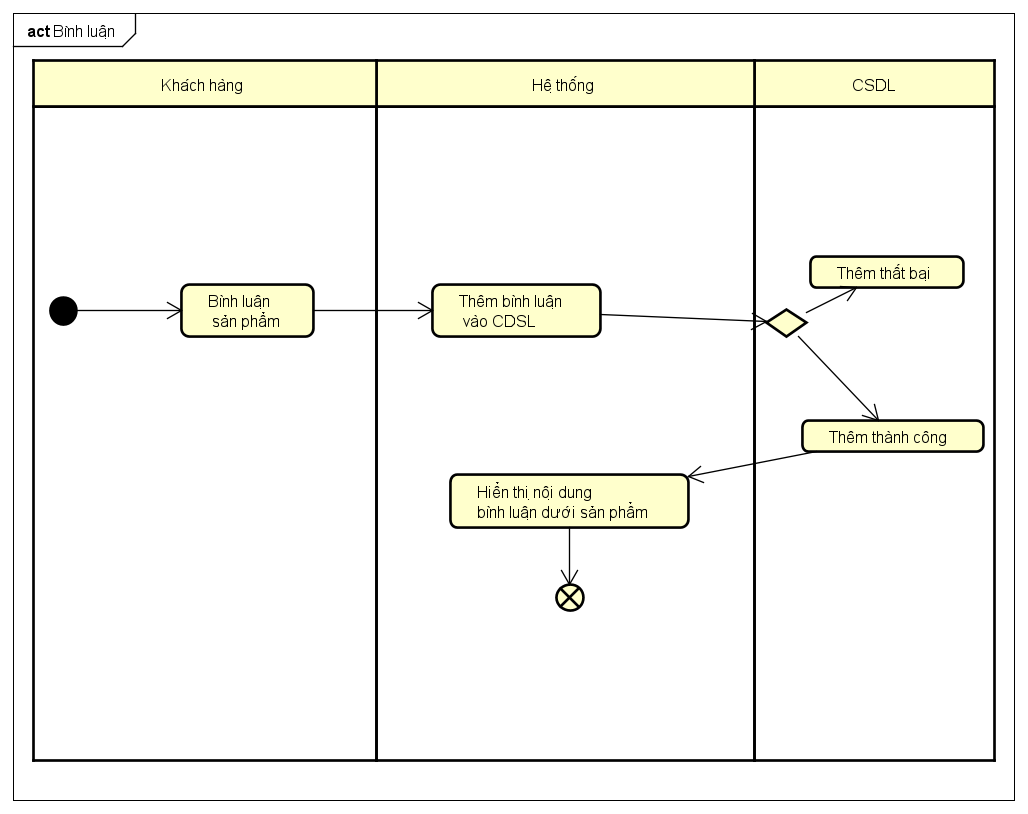 act Bình luận
Khách hàng
Hệ thống
CSDL
Bình luận
sản phẩm
Thêm bình luận
vào CDSL
Thêm thất bại
Thêm thành công
Hiển thị nội dung
bình luận dưới sản phẩm